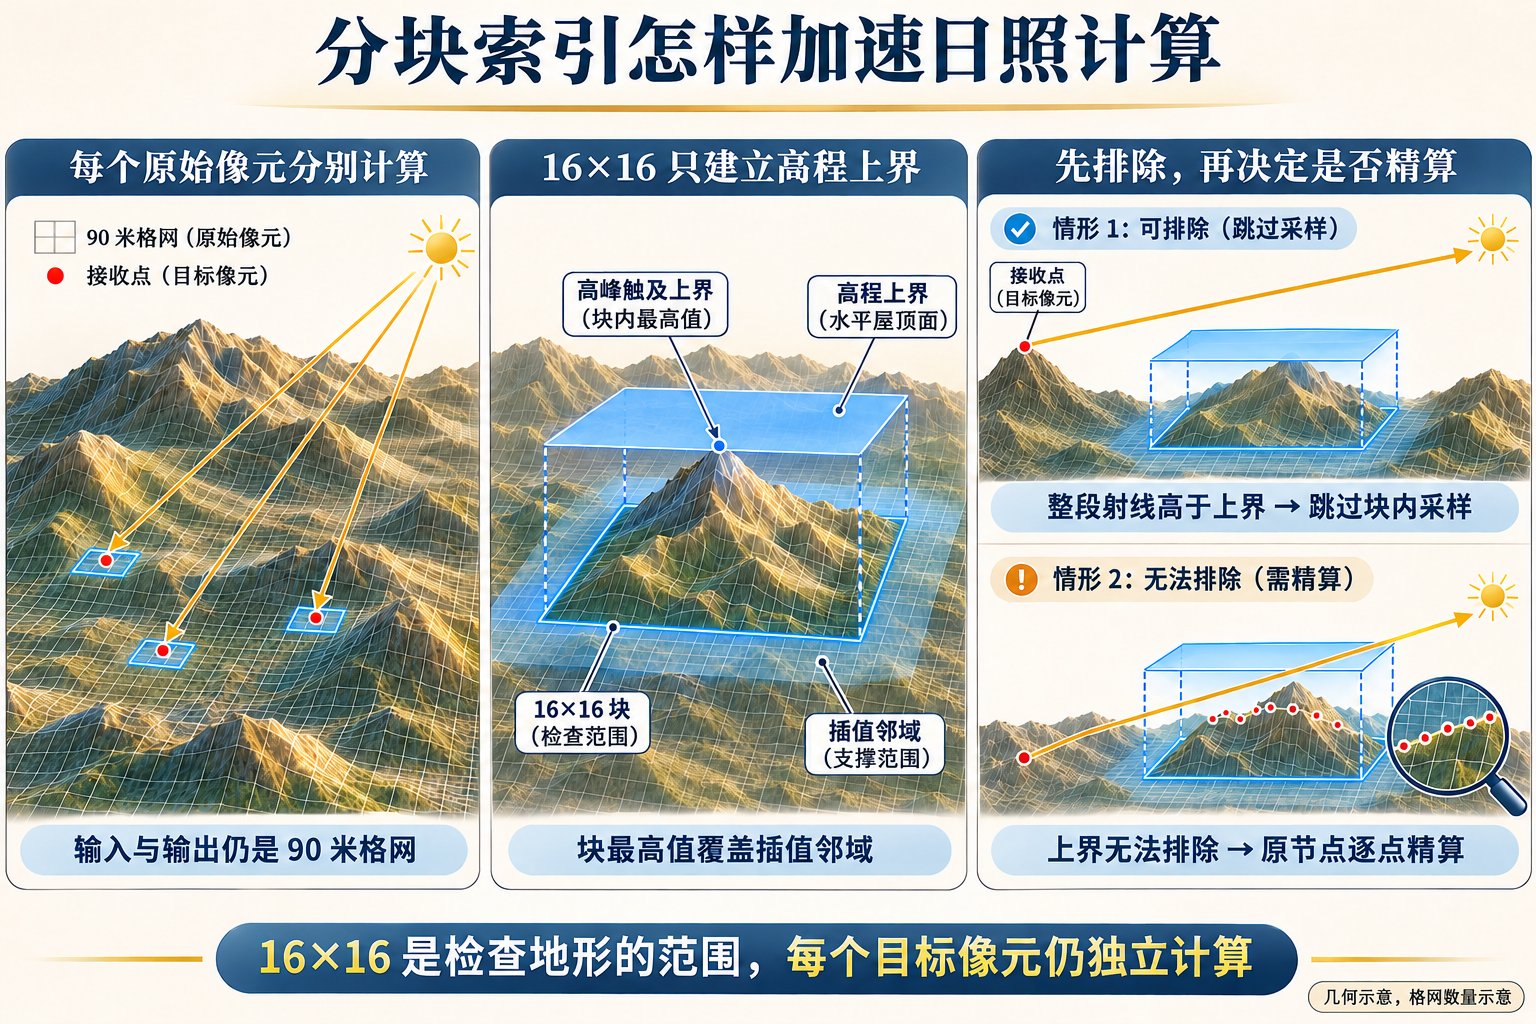 分块索引怎样加速日照计算
每个原始像元分别计算
90 米格网（原始像元）
接收点（目标像元）
输入与输出仍是 90 米格网
16×16 只建立高程上界
高峰触及上界
（块内最高值）
高程上界
（水平屋顶面）
16×16 块
（检查范围）
插值邻域
（支撑范围）
块最高值覆盖插值邻域
先排除，再决定是否精算
情形 1：可排除（跳过采样）
接收点
（目标像元）
整段射线高于上界 → 跳过块内采样
情形 2：无法排除（需精算）
上界无法排除 → 原节点逐点精算
16×16 是检查地形的范围，每个目标像元仍独立计算
几何示意，格网数量示意